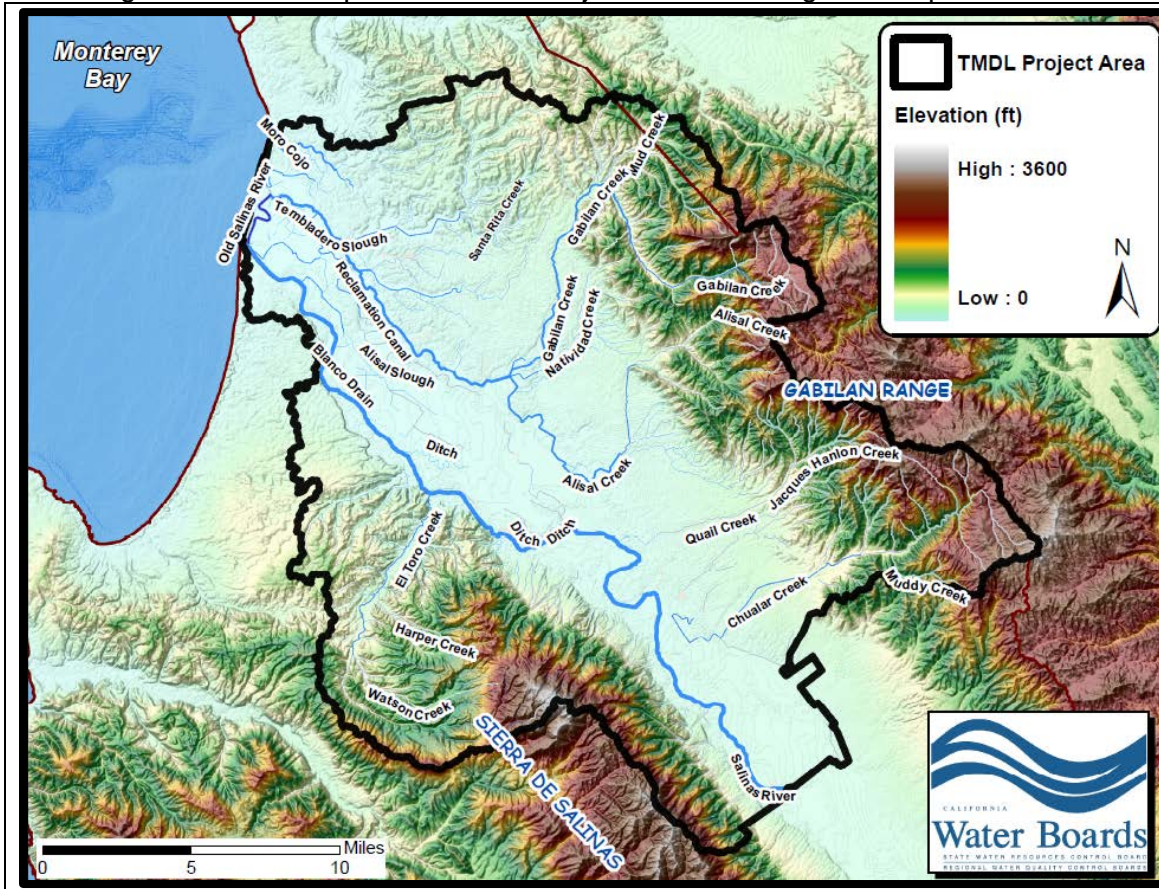 Monterey
Bay
TMDL Project Area
Elevation (ft)
High : 3600
Low : 0
N
Moro Cojo
Old Salinas River
Tembladero Slough
Santa Rita Creek
Mud Creek
Gabilan Creek
Gabilan Creek
Gabilan Creek
Natividad Creek
Alisal Creek
Reclamation Canal
Alisal Slough
Blanco Drain
GABILAN RANGE
Ditch
Alisal Creek
Jacques Hanlon Creek
Quail Creek
Ditch
Ditch
El Toro Creek
Chualar Creek
Muddy Creek
Harper Creek
Watson Creek
SIERRA DE SALINAS
Salinas River
Miles
0 5 10
CALIFORNIA
Water Boards
STATE WATER RESOURCES CONTROL BOARD
REGIONAL WATER QUALITY CONTROL BOARDS